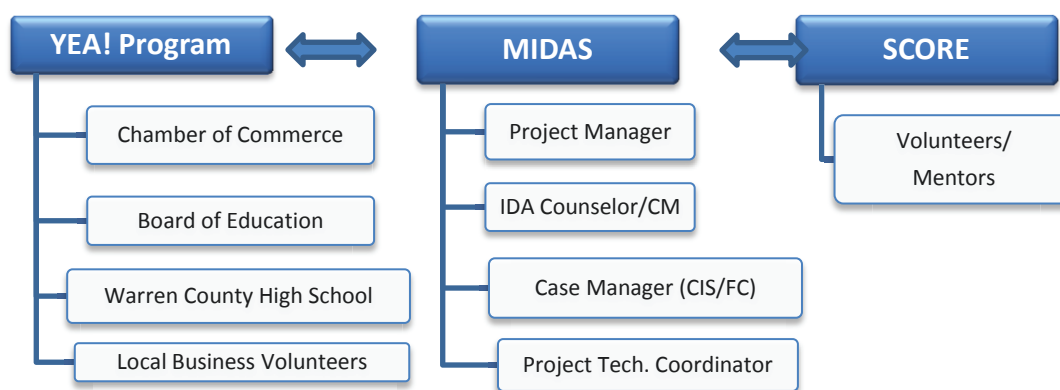 YEA! Program
MIDAS
SCORE
Chamber of Commerce
Board of Education
Warren County High School
Local Business Volunteers
Project Manager
IDA Counselor/CM
Case Manager (CIS/FC)
Project Tech. Coordinator
Volunteers/
Mentors